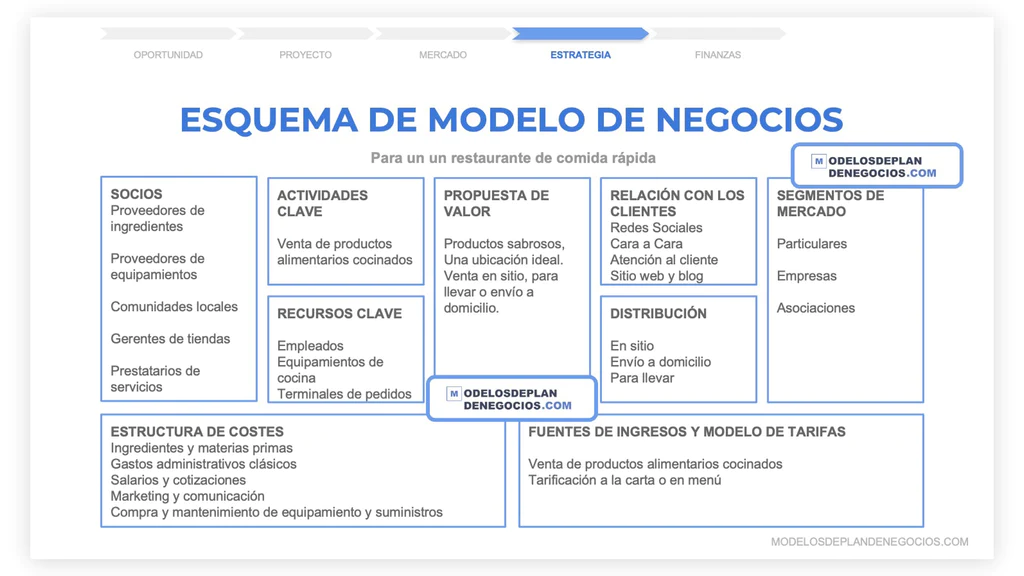 OPORTUNIDAD
PROYECTO
MERCADO
ESTRATEGIA
FINANZAS
ESQUEMA DE MODELO DE NEGOCIOS
Para un un restaurante de comida rápida
MODELOSDEPLAN
DENEGOCIOS.COM
SOCIOS
Proveedores de
ingredientes
Proveedores de
equipamientos
Comunidades locales
Gerentes de tiendas
Prestatarios de
servicios
ACTIVIDADES
CLAVE
Venta de productos
alimentarios cocinados
RECURSOS CLAVE
Empleados
Equipamientos de
cocina
Terminales de pedidos
PROPUESTA DE
VALOR
Productos sabrosos,
Una ubicación ideal.
Venta en sitio, para
llevar o envío a
domicilio.
MODELOSDEPLAN
DENEGOCIOS.COM
RELACIÓN CON LOS
CLIENTES
Redes Sociales
Cara a Cara
Atención al cliente
Sitio web y blog
DISTRIBUCIÓN
En sitio
Envío a domicilio
Para llevar
SEGMENTOS DE
MERCADO
Particulares
Empresas
Asociaciones
ESTRUCTURA DE COSTES
Ingredientes y materias primas
Gastos administrativos clásicos
Salarios y cotizaciones
Marketing y comunicación
Compra y mantenimiento de equipamiento y suministros
FUENTES DE INGRESOS Y MODELO DE TARIFAS
Venta de productos alimentarios cocinados
Tarificación a la carta o en menú
MODELOSDEPLANDENEGOCIOS.COM